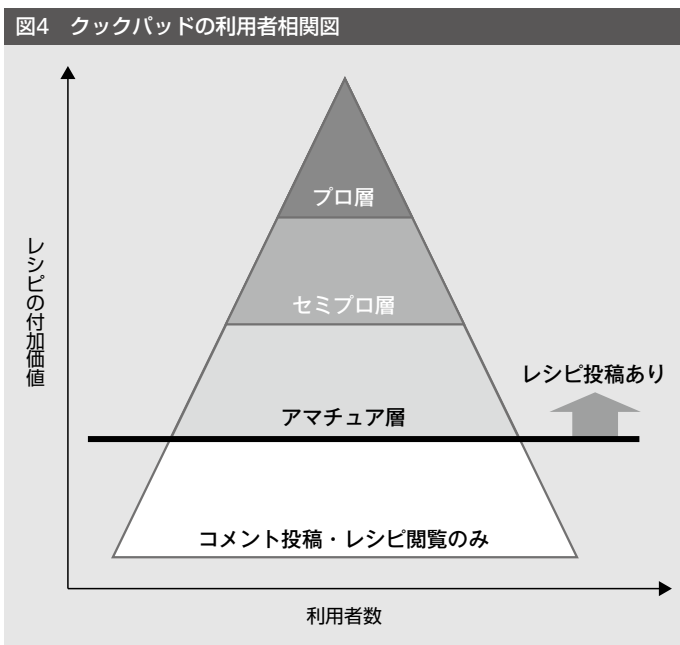 図4　クックパッドの利用者相関図
プロ層
セミプロ層
レシピの付加価値
レシピ投稿あり
アマチュア層
コメント投稿・レシピ閲覧のみ
利用者数